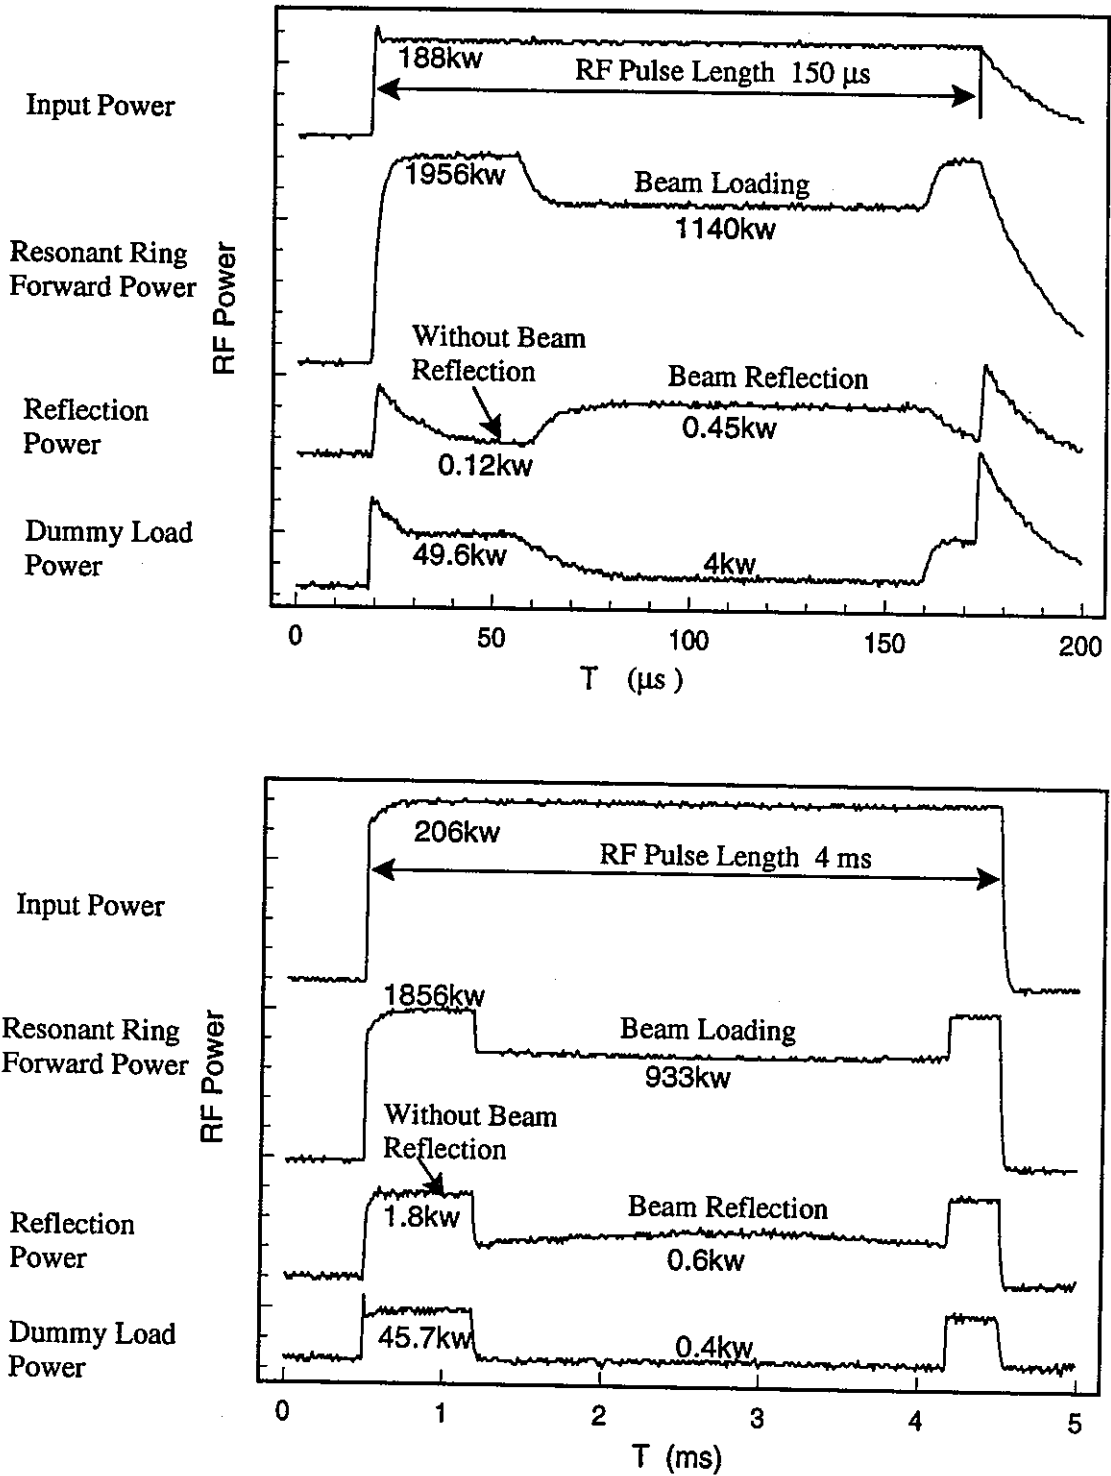 188kw
RF Pulse Length 150 μs
Input Power
1956kw
Beam Loading
1140kw
Resonant Ring
Forward Power
RF Power
Without Beam
Reflection
Beam Reflection
Reflection
Power
0.12kw
0.45kw
Dummy Load
Power
49.6kw
4kw
0 50 100 150 200
T (μs)
206kw
RF Pulse Length 4 ms
Input Power
1856kw
Resonant Ring
Forward Power
RF Power
Beam Loading
933kw
Without Beam
Reflection
1.8kw
Beam Reflection
Reflection
Power
0.6kw
Dummy Load
Power
45.7kw
0.4kw
0 1 2 3 4 5
T (ms)